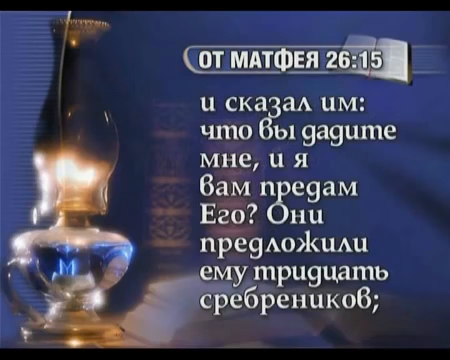 ОТ МАТФЕЯ 26:15
и сказал им:
что вы дадите
мне, и я
вам предам
Его? Они
предложили
ему тридцать
сребреников;
М